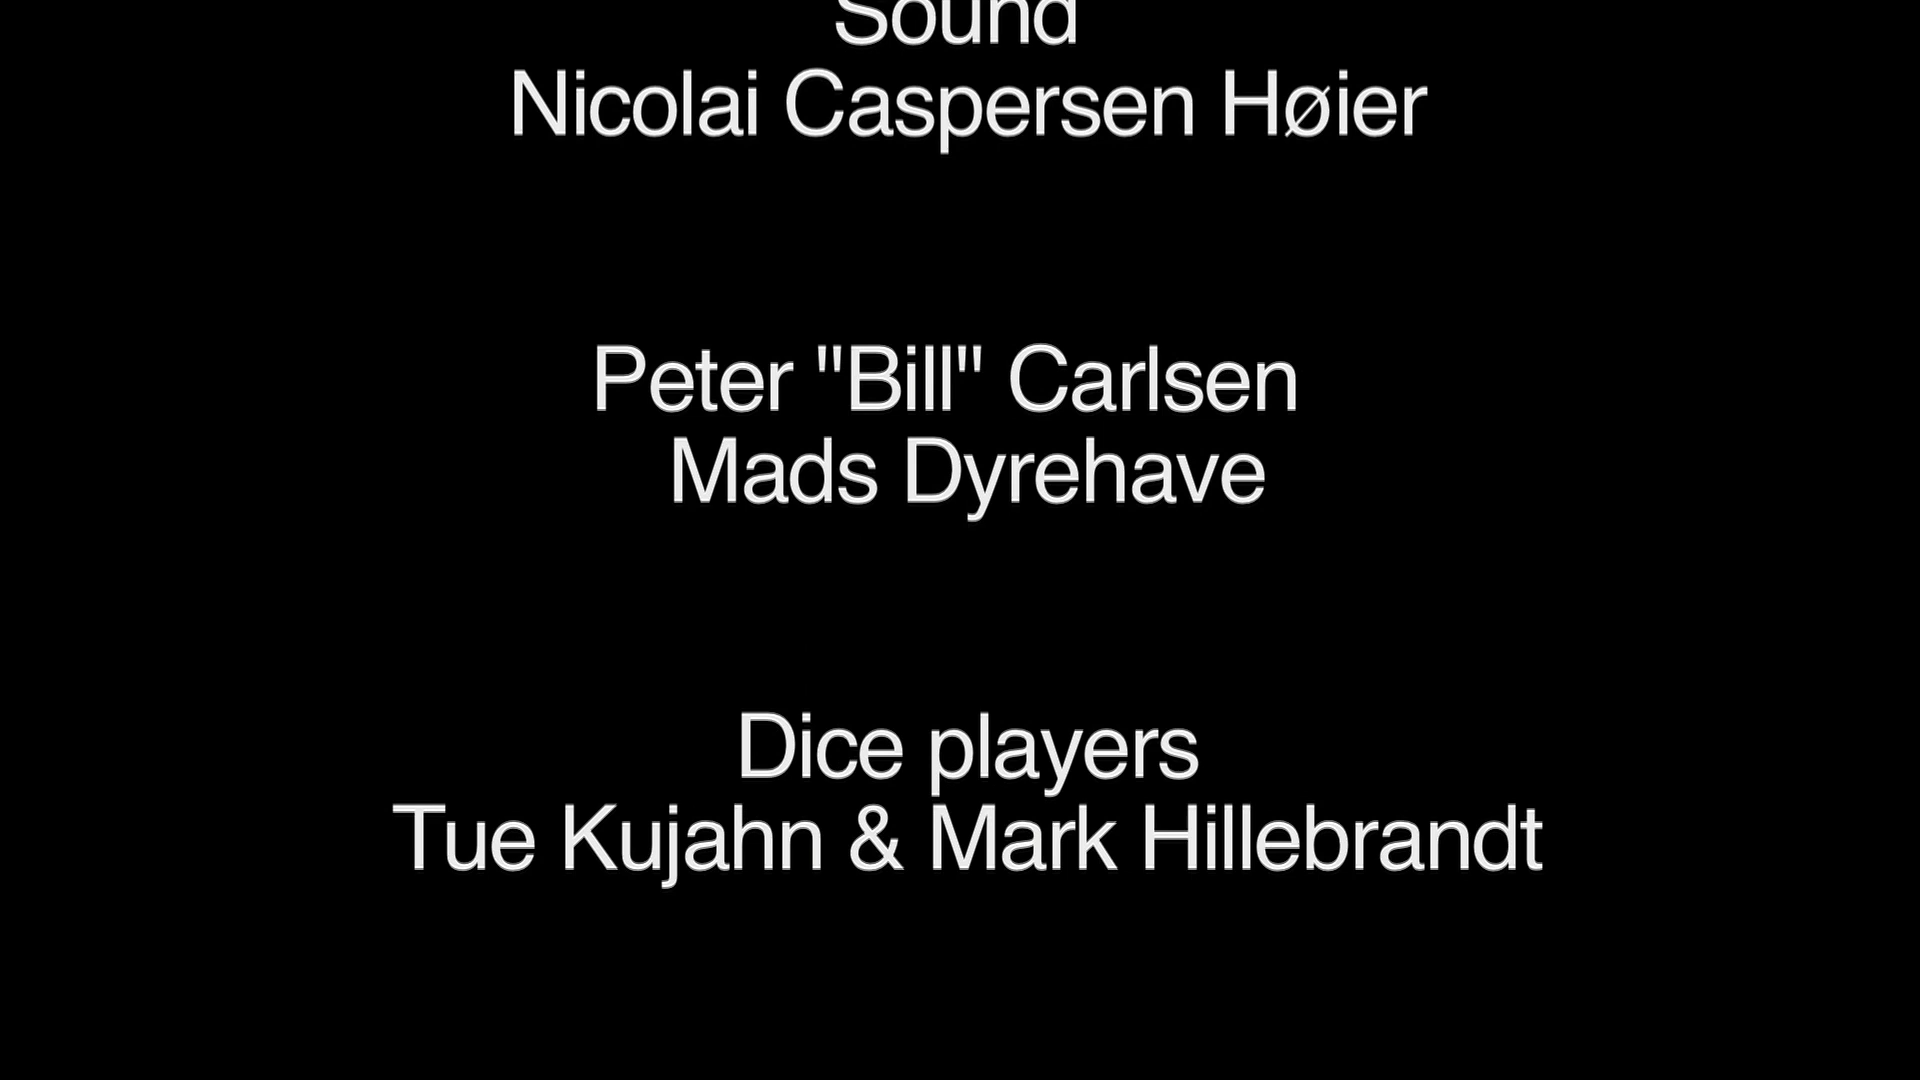 Sound
Nicolai Caspersen Høier
Peter "Bill" Carlsen
Mads Dyrehave
Dice players
Tue Kujahn & Mark Hillebrandt